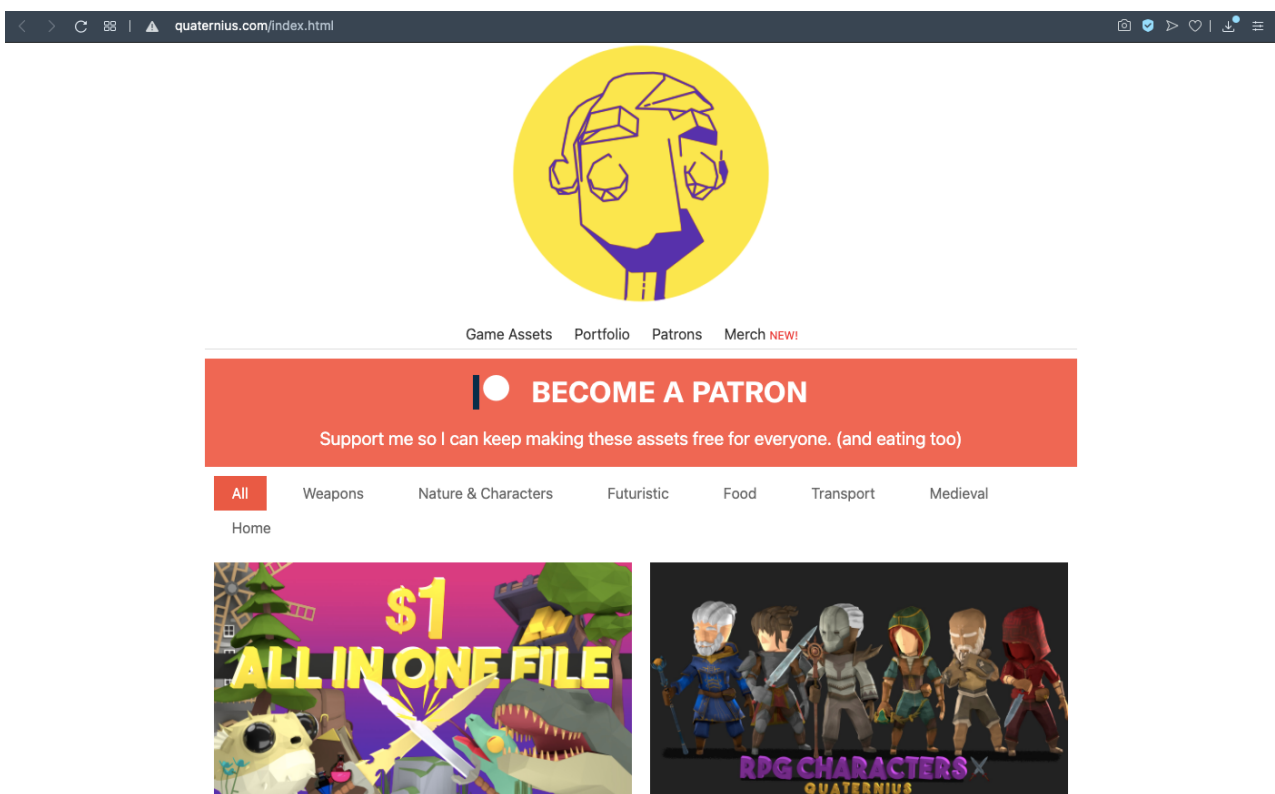 quaternius.com/index.html
Game Assets Portfolio Patrons Merch NEW!
BECOME A PATRON
Support me so I can keep making these assets free for everyone. (and eating too)
All Weapons Nature & Characters Futuristic Food Transport Medieval
Home
$1
ALL IN ONE FILE
RPG CHARACTERS
QUATERNIUS